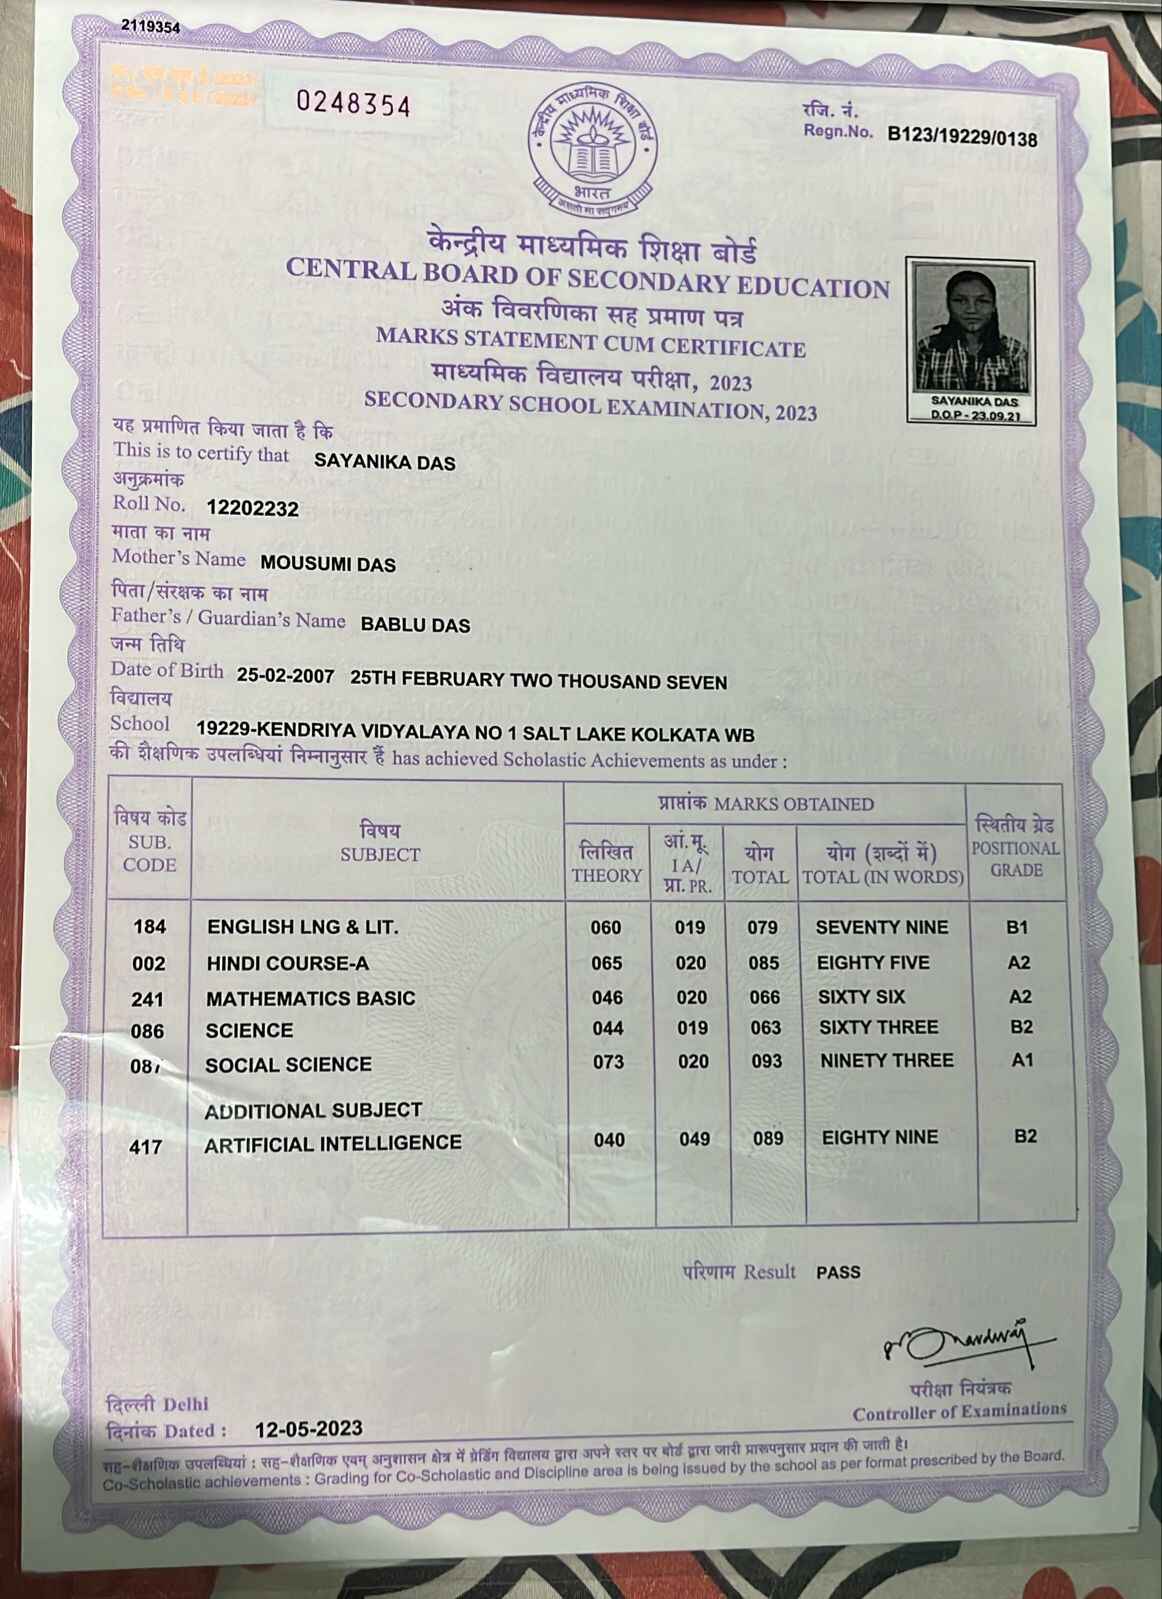 2119354
0248354
केन्द्रीय माध्यमिक शिक्षा बोर्ड
भारत
असतो मा सद्गमय
रजि. नं.
Regn.No. B123/19229/0138
केन्द्रीय माध्यमिक शिक्षा बोर्ड
CENTRAL BOARD OF SECONDARY EDUCATION
अंक विवरणिका सह प्रमाण पत्र
MARKS STATEMENT CUM CERTIFICATE
माध्यमिक विद्यालय परीक्षा, 2023
SECONDARY SCHOOL EXAMINATION, 2023
SAYANIKA DAS
D.O.P - 23.09.21
यह प्रमाणित किया जाता है कि
This is to certify that SAYANIKA DAS
अनुक्रमांक
Roll No. 12202232
माता का नाम
Mother's Name MOUSUMI DAS
पिता/संरक्षक का नाम
Father's / Guardian's Name BABLU DAS
जन्म तिथि
Date of Birth 25-02-2007 25TH FEBRUARY TWO THOUSAND SEVEN
विद्यालय
School 19229-KENDRIYA VIDYALAYA NO 1 SALT LAKE KOLKATA WB
की शैक्षणिक उपलब्धियां निम्नानुसार हैं has achieved Scholastic Achievements as under :
विषय कोड
SUB.
CODE
विषय
SUBJECT
प्राप्तांक MARKS OBTAINED
लिखित
THEORY
आं.मू.
IA/
प्रा. PR.
योग
TOTAL
योग (शब्दों में)
TOTAL (IN WORDS)
स्थितीय ग्रेड
POSITIONAL
GRADE
184 ENGLISH LNG & LIT. 060 019 079 SEVENTY NINE B1
002 HINDI COURSE-A 065 020 085 EIGHTY FIVE A2
241 MATHEMATICS BASIC 046 020 066 SIXTY SIX A2
086 SCIENCE 044 019 063 SIXTY THREE B2
087 SOCIAL SCIENCE 073 020 093 NINETY THREE A1
ADDITIONAL SUBJECT
417 ARTIFICIAL INTELLIGENCE 040 049 089 EIGHTY NINE B2
परिणाम Result PASS
परीक्षा नियंत्रक
Controller of Examinations
दिल्ली Delhi
दिनांक Dated : 12-05-2023
सह-शैक्षणिक उपलब्धियां : सह-शैक्षणिक एवम् अनुशासन क्षेत्र में ग्रेडिंग विद्यालय द्वारा अपने स्तर पर बोर्ड द्वारा जारी प्रारूपनुसार प्रदान की जाती है।
Co-Scholastic achievements : Grading for Co-Scholastic and Discipline area is being issued by the school as per format prescribed by the Board.